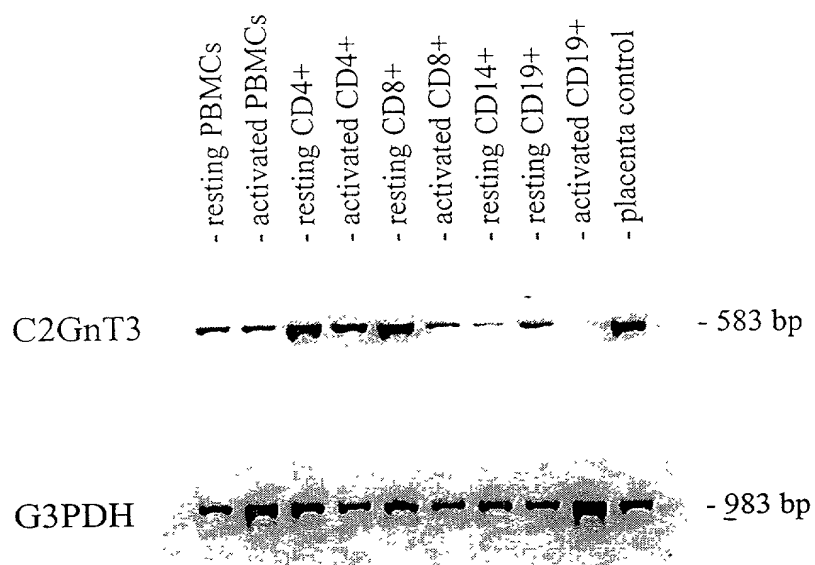 - resting PBMCs
- activated PBMCs
- resting CD4+
- activated CD4+
- resting CD8+
- activated CD8+
- resting CD14+
- resting CD19+
- activated CD19+
- placenta control
C2GnT3
- 583 bp
G3PDH
- 983 bp